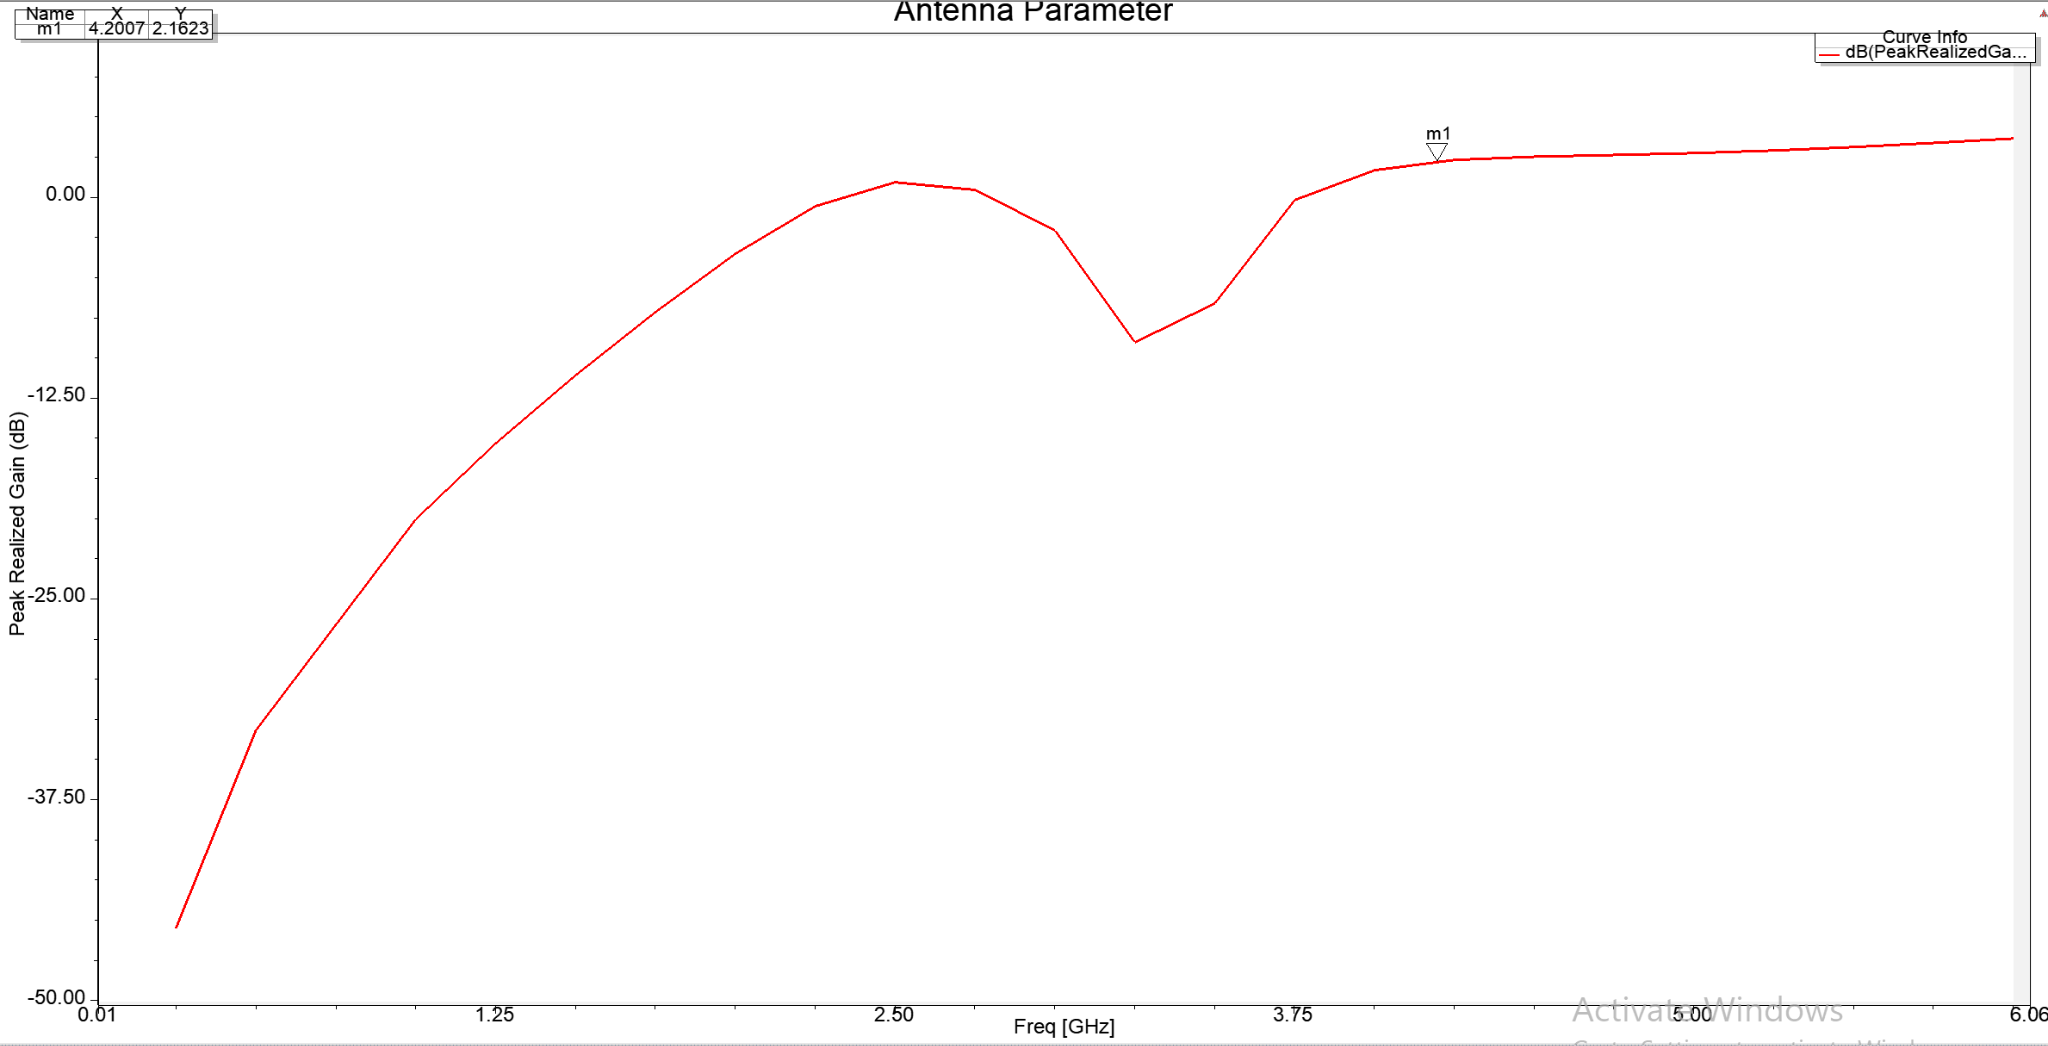 Antenna Parameter
Name X Y
m1 4.2007 2.1623
Curve Info
dB(PeakRealizedGa...
m1
0.00
-12.50
-25.00
-37.50
-50.00
Peak Realized Gain (dB)
0.01 1.25 2.50 3.75 5.00 6.06
Freq [GHz]
Activate Windows